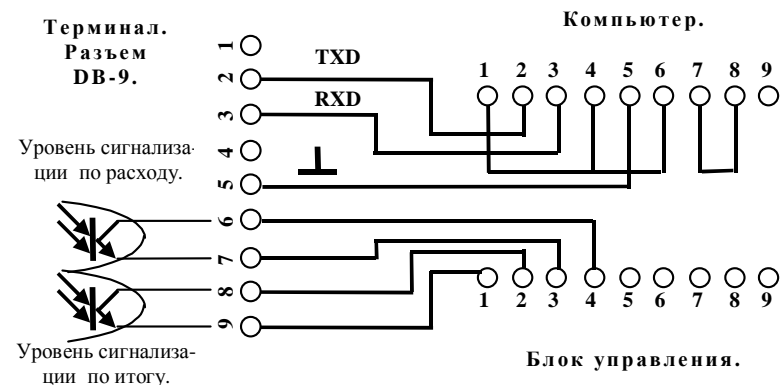 Терминал.
Разъем
DB-9.
Компьютер.
1
2
3
4
5
6
7
8
9
TXD
RXD
1 2 3 4 5 6 7 8 9
Уровень сигнализа-
ции по расходу.
Уровень сигнализа-
ции по итогу.
1 2 3 4 5 6 7 8 9
Блок управления.